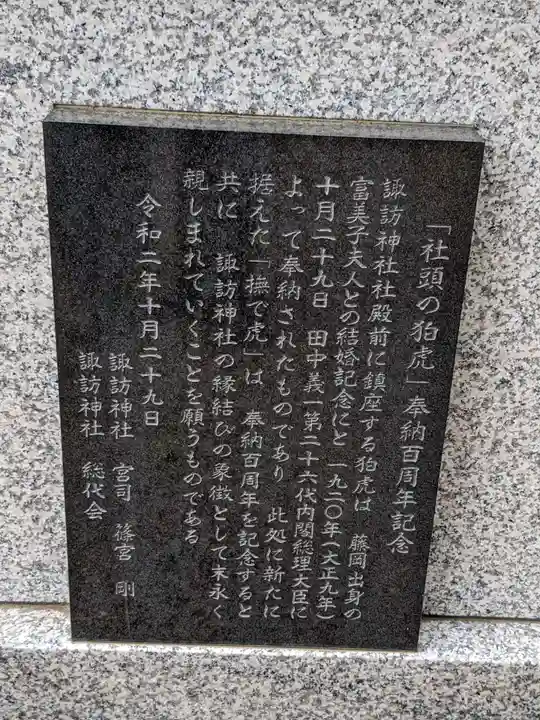 「社頭の狛虎」奉納百周年記念
諏訪神社社殿前に鎮座する狛虎は　藤岡出身の
富美子夫人との結婚記念にと　一九二〇年(大正九年)
十月二十九日　田中義一第二十六代内閣総理大臣に
よって奉納されたものであり　此処に新たに
据えた「撫で虎」は　奉納百周年を記念すると
共に　諏訪神社の縁結びの象徴として末永く
親しまれていくことを願うものである
令和二年十月二十九日
諏訪神社　宮司　篠宮　剛
諏訪神社　総代会